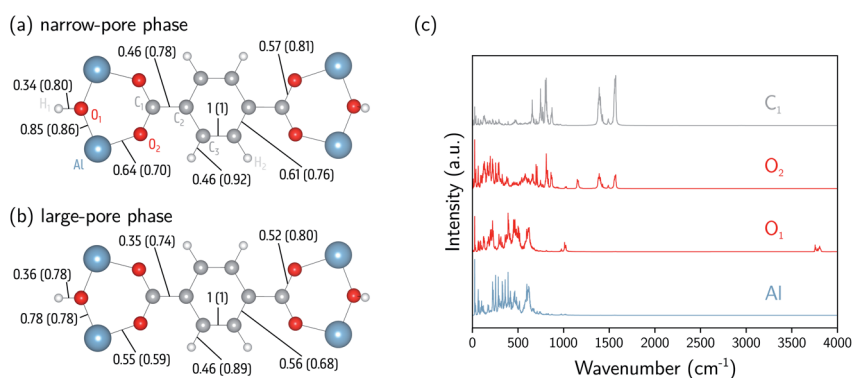 (a) narrow-pore phase
0.46 (0.78)
0.57 (0.81)
0.34 (0.80)
H₁
O₁
C₁
C₂
1 (1)
0.85 (0.86)
O₂
C₃
Al
H₂
0.64 (0.70)
0.46 (0.92)
0.61 (0.76)
(b) large-pore phase
0.35 (0.74)
0.52 (0.80)
0.36 (0.78)
1 (1)
0.78 (0.78)
0.55 (0.59)
0.46 (0.89)
0.56 (0.68)
(c)
Intensity (a.u.)
C₁
O₂
O₁
Al
0 500 1000 1500 2000 2500 3000 3500 4000
Wavenumber (cm⁻¹)